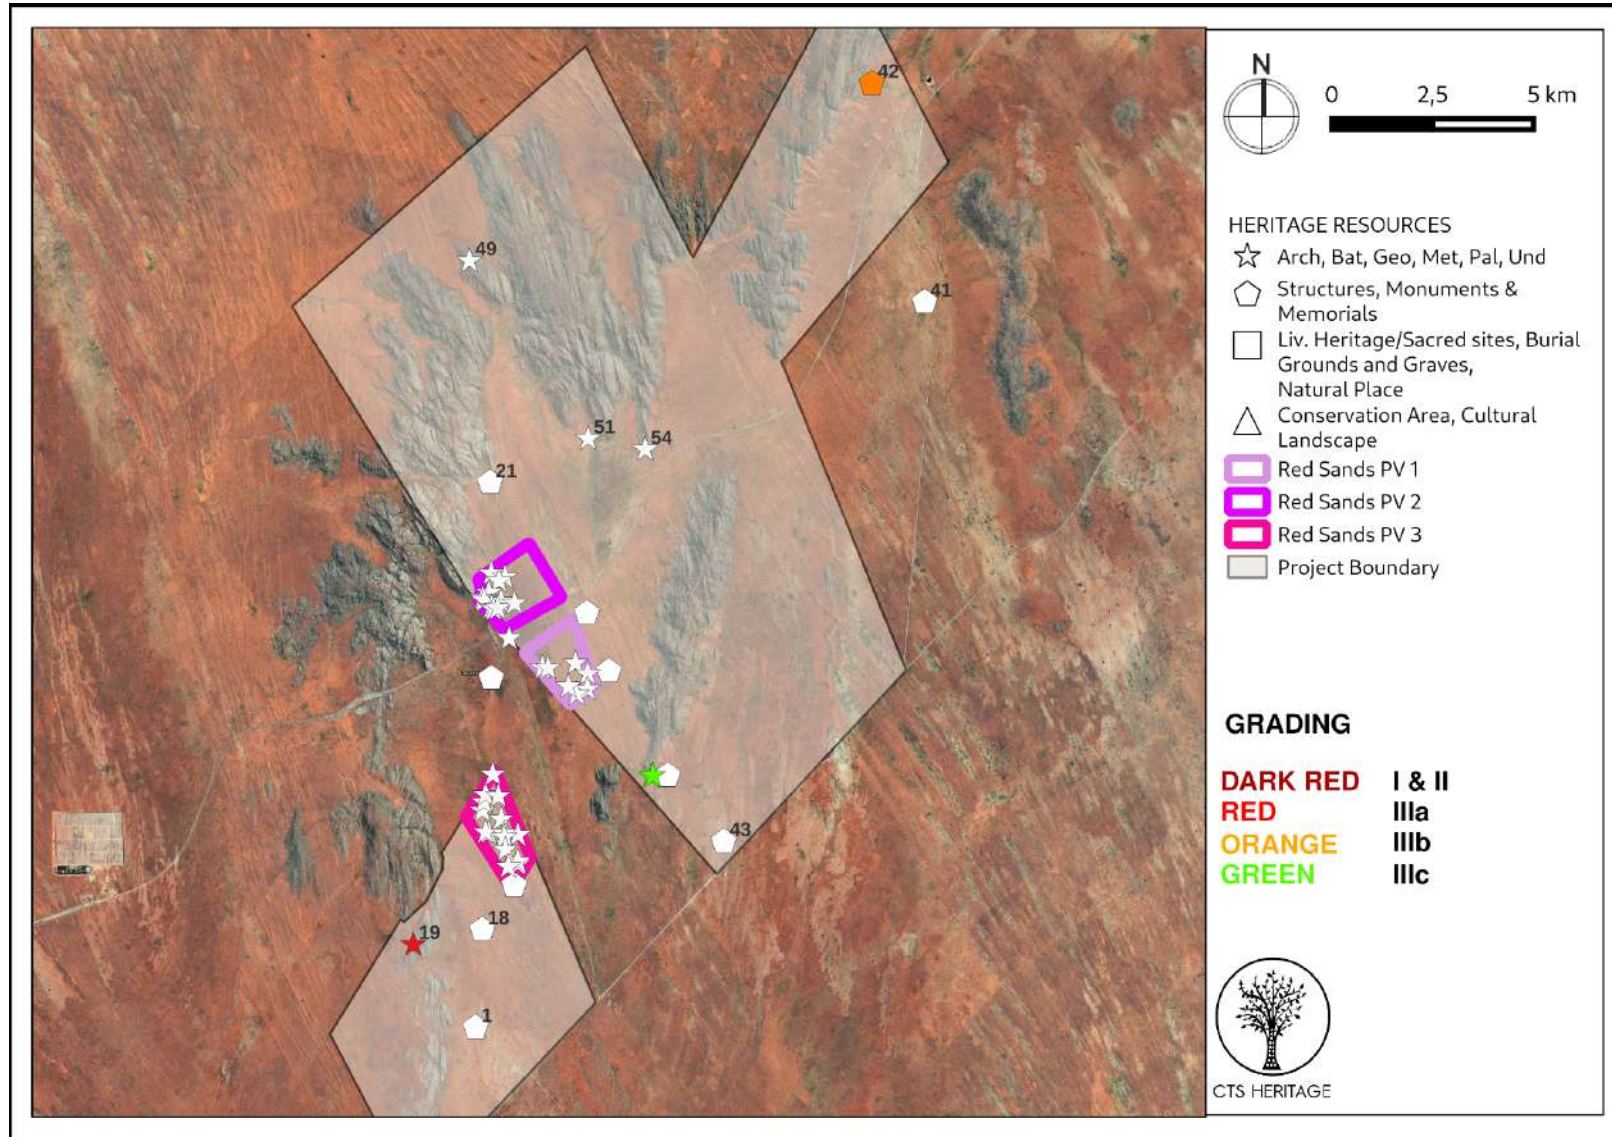 42
49
41
51
54
21
43
18
19
1
N
0 2,5 5 km
HERITAGE RESOURCES
Arch, Bat, Geo, Met, Pal, Und
Structures, Monuments &
Memorials
Liv. Heritage/Sacred sites, Burial
Grounds and Graves,
Natural Place
Conservation Area, Cultural
Landscape
Red Sands PV 1
Red Sands PV 2
Red Sands PV 3
Project Boundary
GRADING
DARK RED I & II
RED IIIa
ORANGE IIIb
GREEN IIIc
CTS HERITAGE